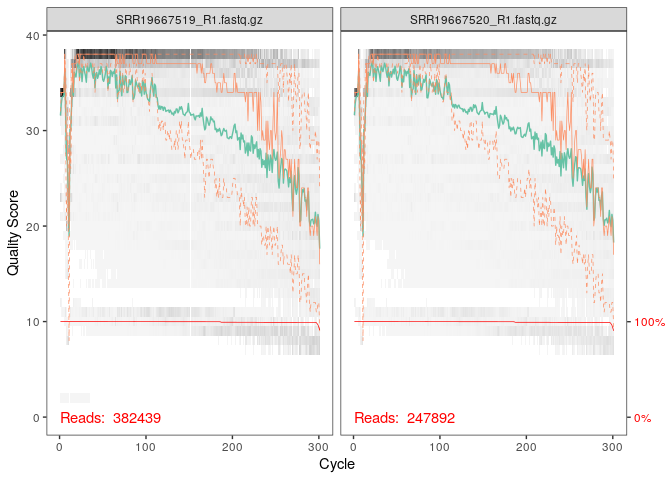 SRR19667519_R1.fastq.gz
SRR19667520_R1.fastq.gz
Quality Score
40
30
20
10
0
100%
0%
Reads: 382439
Reads: 247892
0
100
200
300
0
100
200
300
Cycle